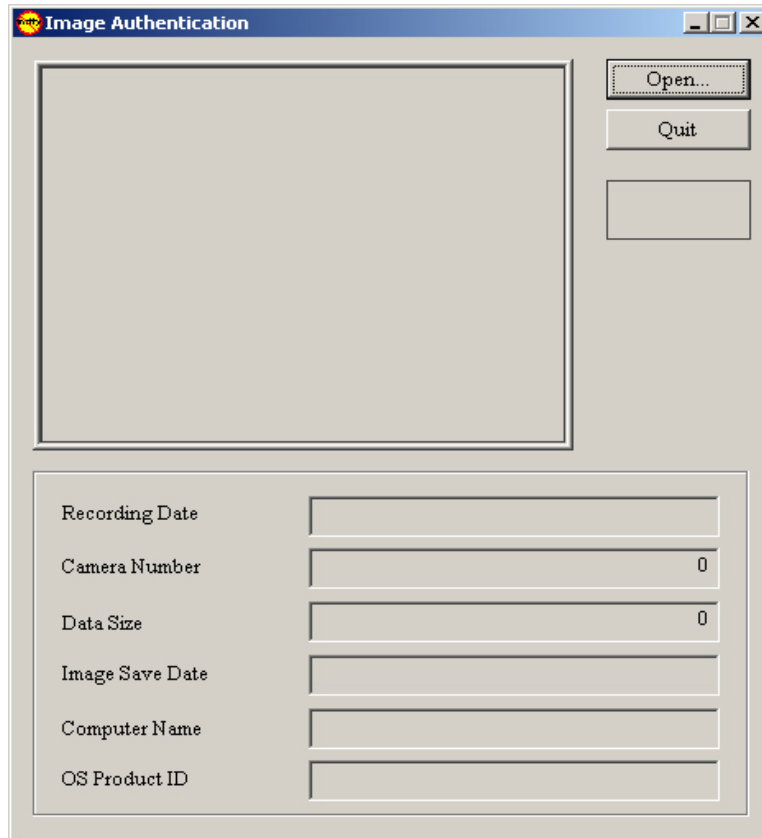 Image Authentication
Open...
Quit
Recording Date
Camera Number 0
Data Size 0
Image Save Date
Computer Name
OS Product ID